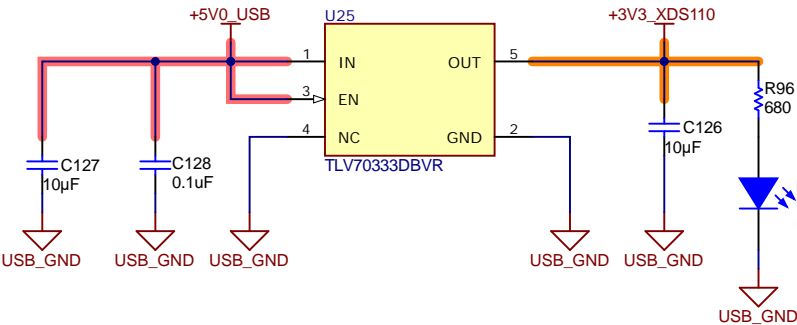 +5V0_USB
U25
+3V3_XDS110
1
IN
OUT
5
3
EN
R96
680
4
NC
GND
2
C126
10µF
TLV70333DBVR
C127
10µF
C128
0.1uF
USB_GND
USB_GND
USB_GND
USB_GND
USB_GND
USB_GND